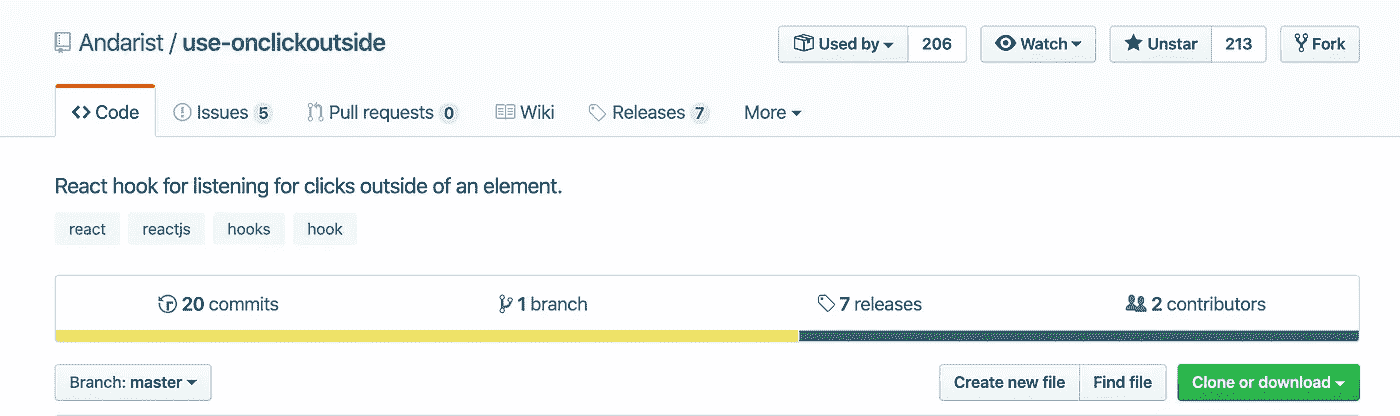 Andarist / use-onclickoutside Used by 206 Watch Unstar 213 Fork
Code Issues 5 Pull requests 0 Wiki Releases 7 More
React hook for listening for clicks outside of an element.
react reactjs hooks hook
20 commits 1 branch 7 releases 2 contributors
Branch: master Create new file Find file Clone or download